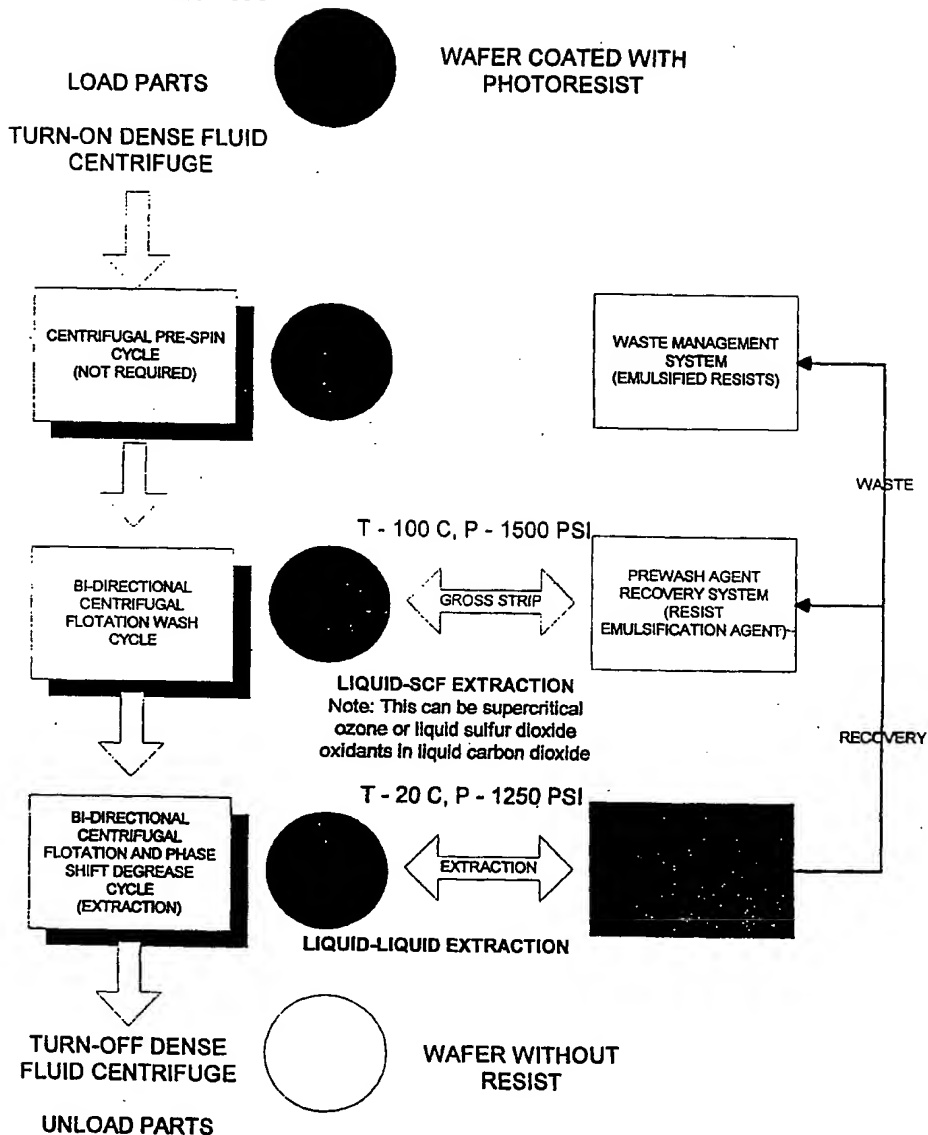 WAFER COATED WITH
PHOTORESIST
LOAD PARTS
TURN-ON DENSE FLUID
CENTRIFUGE
CENTRIFUGAL PRE-SPIN
CYCLE
(NOT REQUIRED)
WASTE MANAGEMENT
SYSTEM
(EMULSIFIED RESISTS)
WASTE
T - 100 C, P - 1500 PSI
BI-DIRECTIONAL
CENTRIFUGAL
FLOTATION WASH
CYCLE
GROSS STRIP
PREWASH AGENT
RECOVERY SYSTEM
(RESIST
EMULSIFICATION AGENT)
LIQUID-SCF EXTRACTION
Note: This can be supercritical
ozone or liquid sulfur dioxide
oxidants in liquid carbon dioxide
RECOVERY
T - 20 C, P - 1250 PSI
BI-DIRECTIONAL
CENTRIFUGAL
FLOTATION AND PHASE
SHIFT DEGREASE
CYCLE
(EXTRACTION)
EXTRACTION
LIQUID-LIQUID EXTRACTION
TURN-OFF DENSE
FLUID CENTRIFUGE
WAFER WITHOUT
RESIST
UNLOAD PARTS